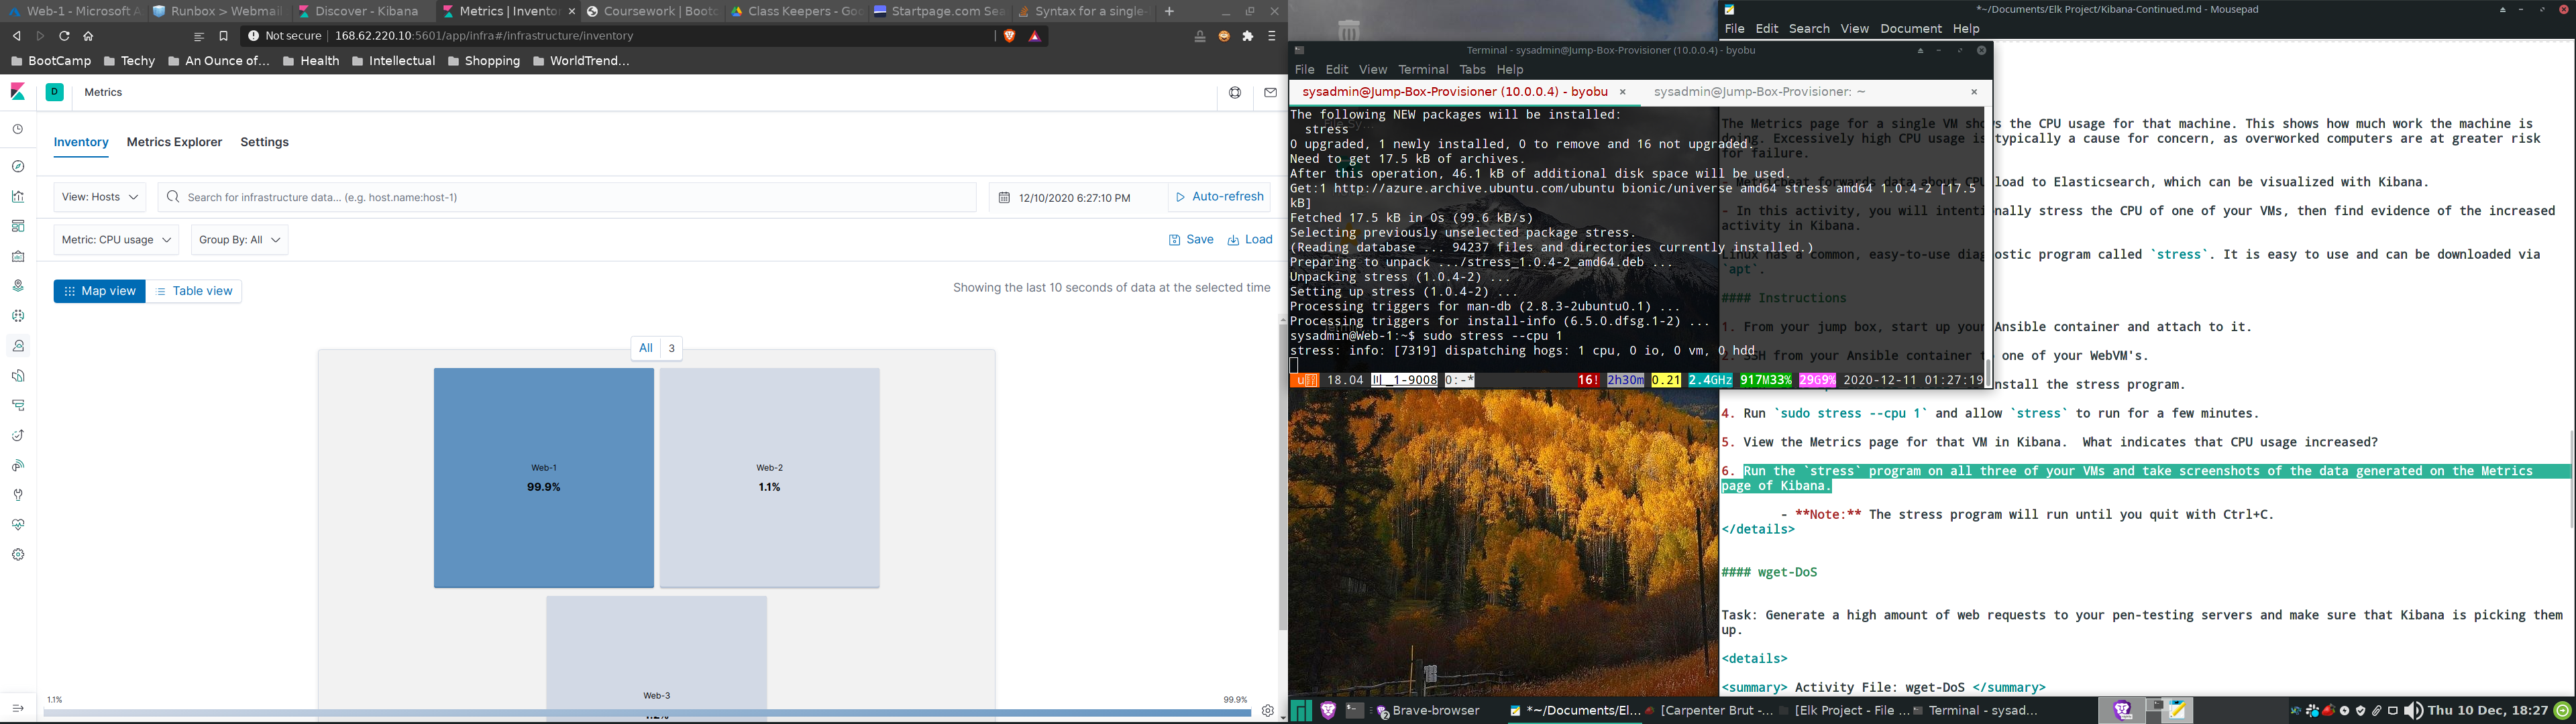 Web-1 - Microsoft A
Runbox > Webmail
Discover - Kibana
Metrics | Invento
Coursework | Bootc
Class Keepers - Goo
Startpage.com Sea
Syntax for a single-
Not secure
168.62.220.10:5601/app/infra#/infrastructure/inventory
BootCamp
Techy
An Ounce of...
Health
Intellectual
Shopping
WorldTrend...
D
Metrics
Inventory
Metrics Explorer
Settings
View: Hosts
Search for infrastructure data... (e.g. host.name:host-1)
12/10/2020 6:27:10 PM
Auto-refresh
Metric: CPU usage
Group By: All
Save
Load
Map view
Table view
Showing the last 10 seconds of data at the selected time
All 3
Web-1
99.9%
Web-2
1.1%
Web-3
1.2%
1.1%
99.9%
Terminal - sysadmin@Jump-Box-Provisioner (10.0.0.4) - byobu
File Edit View Terminal Tabs Help
sysadmin@Jump-Box-Provisioner (10.0.0.4) - byobu
sysadmin@Jump-Box-Provisioner: ~
The following NEW packages will be installed:
stress
0 upgraded, 1 newly installed, 0 to remove and 16 not upgraded.
Need to get 17.5 kB of archives.
After this operation, 46.1 kB of additional disk space will be used.
Get:1 http://azure.archive.ubuntu.com/ubuntu bionic/universe amd64 stress amd64 1.0.4-2 [17.5
kB]
Fetched 17.5 kB in 0s (99.6 kB/s)
Selecting previously unselected package stress.
(Reading database ... 94237 files and directories currently installed.)
Preparing to unpack .../stress_1.0.4-2_amd64.deb ...
Unpacking stress (1.0.4-2) ...
Setting up stress (1.0.4-2) ...
Processing triggers for man-db (2.8.3-2ubuntu0.1) ...
Processing triggers for install-info (6.5.0.dfsg.1-2) ...
sysadmin@Web-1:~$ sudo stress --cpu 1
stress: info: [7319] dispatching hogs: 1 cpu, 0 io, 0 vm, 0 hdd
18.04
_1-9008
0:-*
16! 2h30m 0.21 2.4GHz 917M33% 29G9% 2020-12-11 01:27:19
*~/Documents/Elk Project/Kibana-Continued.md - Mousepad
File Edit Search View Document Help
The Metrics page for a single VM shows the CPU usage for that machine. This shows how much work the machine is
doing. Excessively high CPU usage is typically a cause for concern, as overworked computers are at greater risk
for failure.
- Metricbeat forwards data about CPU load to Elasticsearch, which can be visualized with Kibana.
- In this activity, you will intentionally stress the CPU of one of your VMs, then find evidence of the increased
activity in Kibana.
Linux has a common, easy-to-use diagnostic program called `stress`. It is easy to use and can be downloaded via
`apt`.
#### Instructions
1. From your jump box, start up your Ansible container and attach to it.
2. SSH from your Ansible container to one of your WebVM's.
install the stress program.
4. Run `sudo stress --cpu 1` and allow `stress` to run for a few minutes.
5. View the Metrics page for that VM in Kibana.  What indicates that CPU usage increased?
6. Run the `stress` program on all three of your VMs and take screenshots of the data generated on the Metrics
page of Kibana.
- **Note:** The stress program will run until you quit with Ctrl+C.
</details>
#### wget-DoS
Task: Generate a high amount of web requests to your pen-testing servers and make sure that Kibana is picking them
up.
<details>
<summary> Activity File: wget-DoS </summary>
Brave-browser
*~/Documents/El...
[Carpenter Brut -...
[Elk Project - File ...
Terminal - sysad...
Thu 10 Dec, 18:27